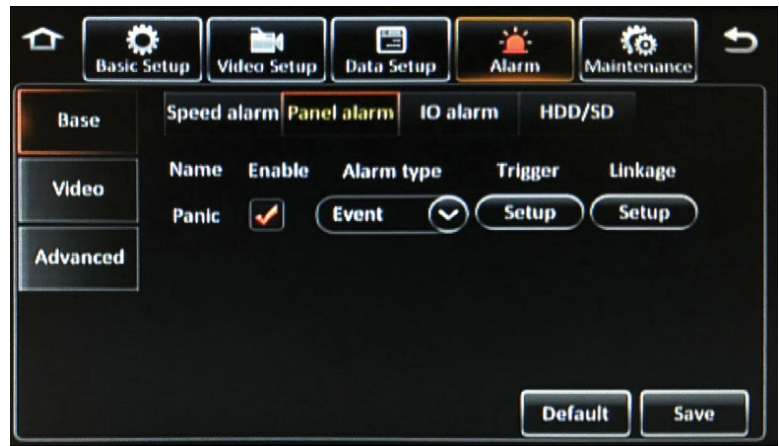 Basic Setup Video Setup Data Setup Alarm Maintenance
Base Speed alarm Panel alarm IO alarm HDD/SD
Name Enable Alarm type Trigger Linkage
Video
Panic Event Setup Setup
Advanced
Default Save